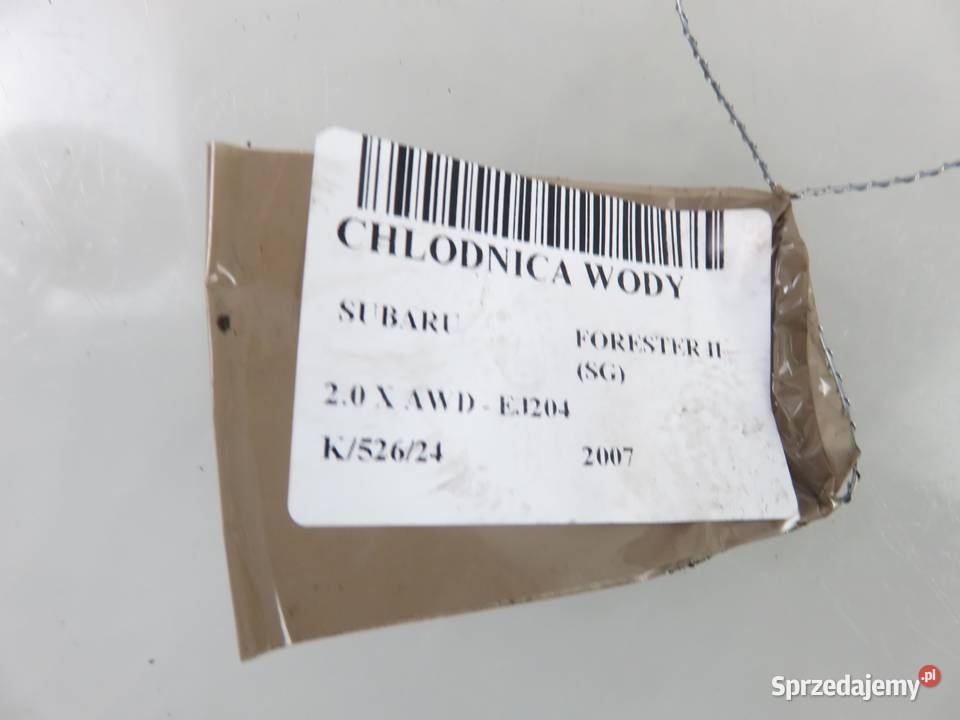 CHLODNICA WODY
SUBARU
FORESTER II
(SG)
2.0 X AWD - EJ204
K/526/24
2007
Sprzedajemy.pl